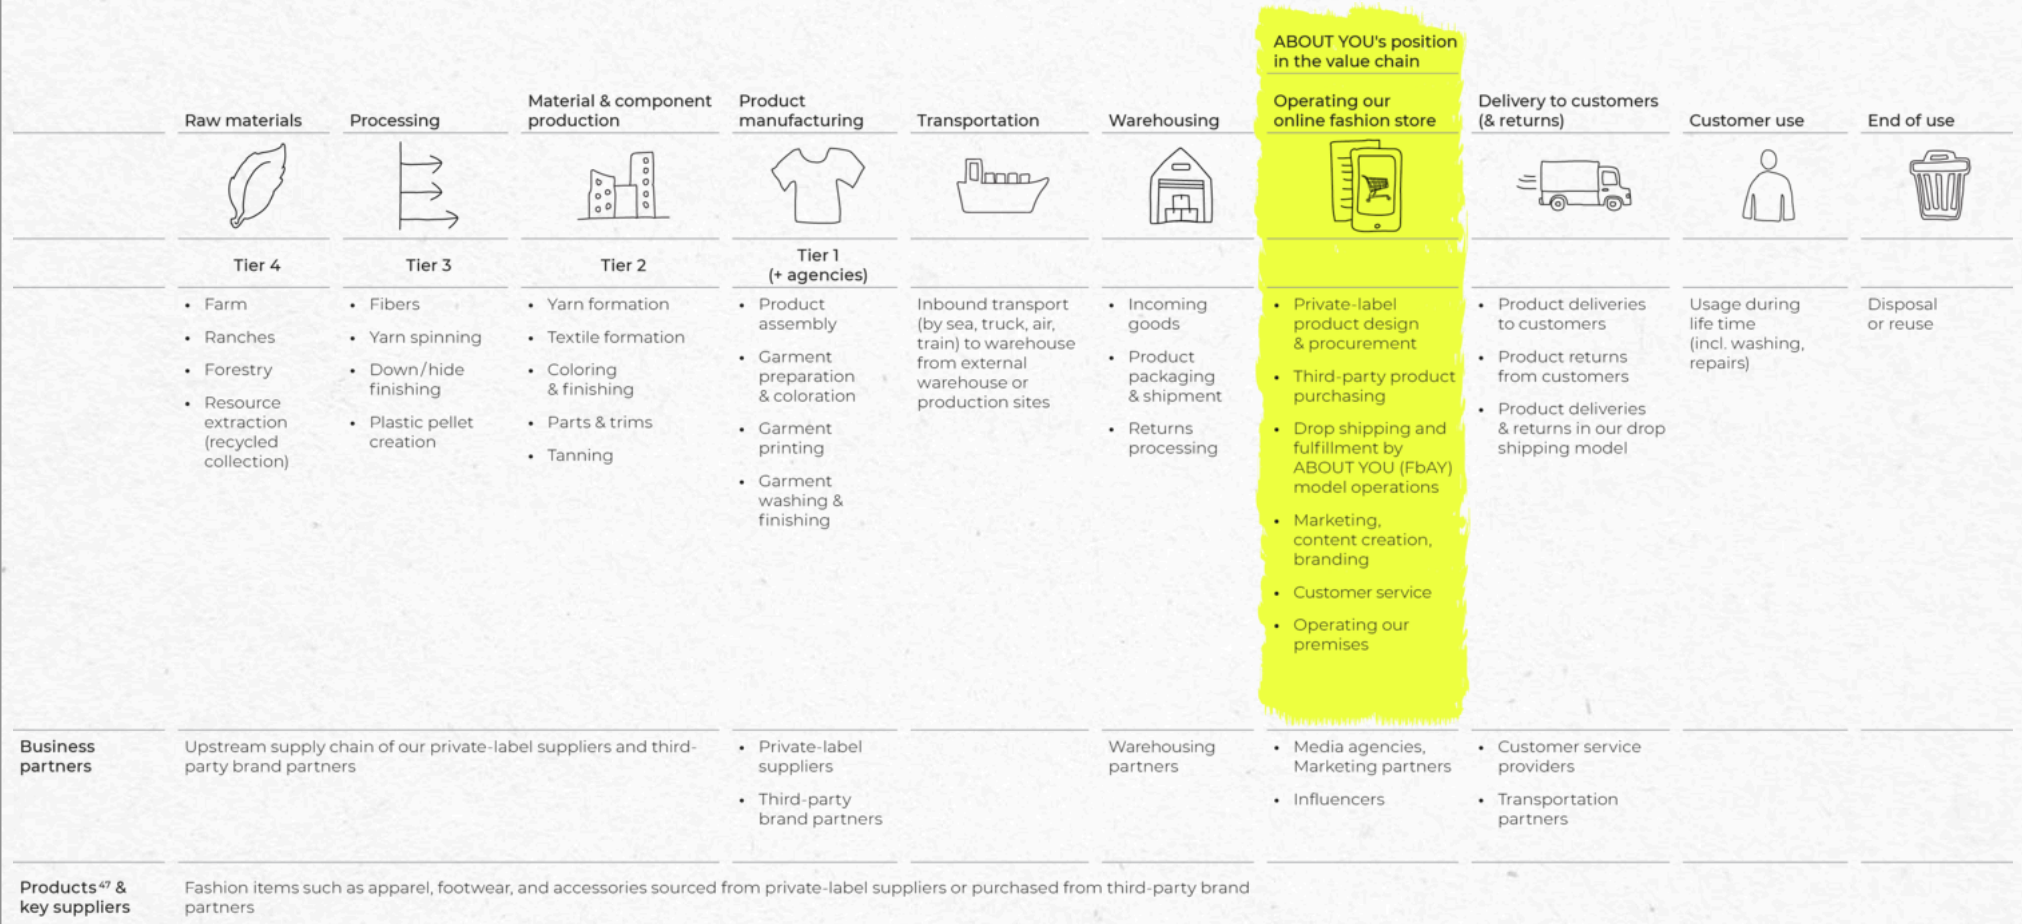 ABOUT YOU's position
in the value chain
Raw materials
Processing
Material & component
production
Product
manufacturing
Transportation
Warehousing
Operating our
online fashion store
Delivery to customers
(& returns)
Customer use
End of use
Tier 4
Tier 3
Tier 2
Tier 1
(+ agencies)
• Farm
• Ranches
• Forestry
• Resource
extraction
(recycled
collection)
• Fibers
• Yarn spinning
• Down/hide
finishing
• Plastic pellet
creation
• Yarn formation
• Textile formation
• Coloring
& finishing
• Parts & trims
• Tanning
• Product
assembly
• Garment
preparation
& coloration
• Garment
printing
• Garment
washing &
finishing
Inbound transport
(by sea, truck, air,
train) to warehouse
from external
warehouse or
production sites
• Incoming
goods
• Product
packaging
& shipment
• Returns
processing
• Private-label
product design
& procurement
• Third-party product
purchasing
• Drop shipping and
fulfillment by
ABOUT YOU (FbAY)
model operations
• Marketing,
content creation,
branding
• Customer service
• Operating our
premises
• Product deliveries
to customers
• Product returns
from customers
• Product deliveries
& returns in our drop
shipping model
Usage during
life time
(incl. washing,
repairs)
Disposal
or reuse
Business
partners
Upstream supply chain of our private-label suppliers and third-
party brand partners
• Private-label
suppliers
• Third-party
brand partners
Warehousing
partners
• Media agencies,
Marketing partners
• Influencers
• Customer service
providers
• Transportation
partners
Products⁴⁷ &
key suppliers
Fashion items such as apparel, footwear, and accessories sourced from private-label suppliers or purchased from third-party brand
partners